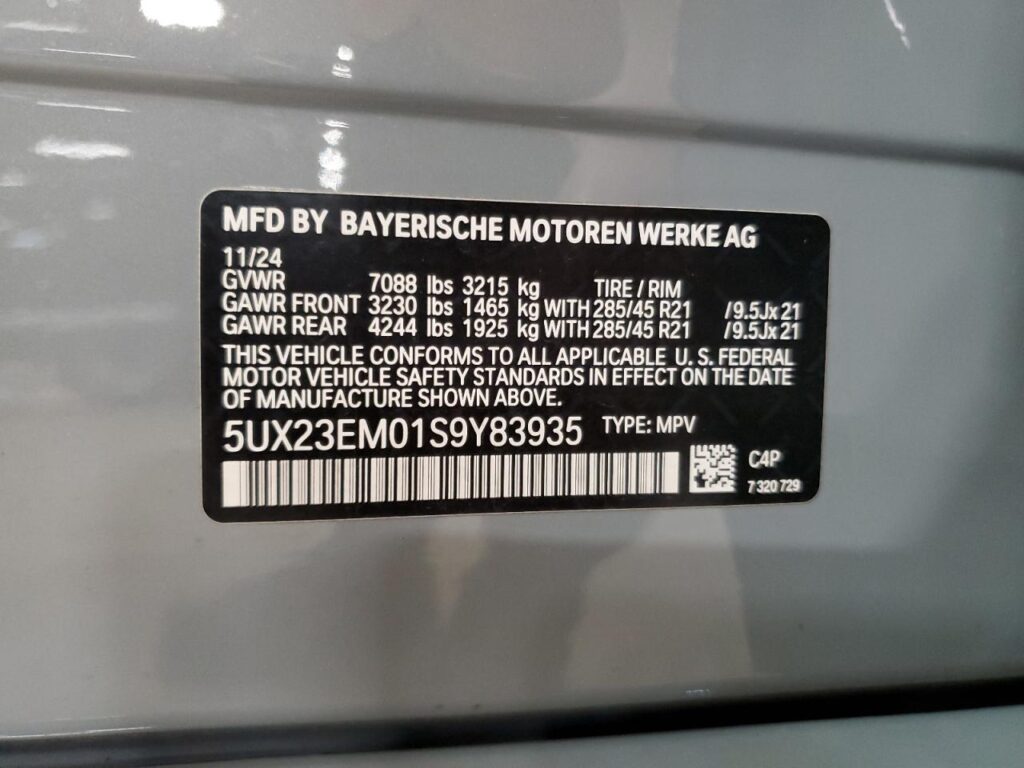 MFD BY BAYERISCHE MOTOREN WERKE AG
11/24
GVWR 7088 lbs 3215 kg TIRE / RIM
GAWR FRONT 3230 lbs 1465 kg WITH 285/45 R21 /9.5Jx21
GAWR REAR 4244 lbs 1925 kg WITH 285/45 R21 /9.5Jx21
THIS VEHICLE CONFORMS TO ALL APPLICABLE U. S. FEDERAL
MOTOR VEHICLE SAFETY STANDARDS IN EFFECT ON THE DATE
OF MANUFACTURE SHOWN ABOVE.
5UX23EM01S9Y83935 TYPE: MPV
C4P
7 320 729